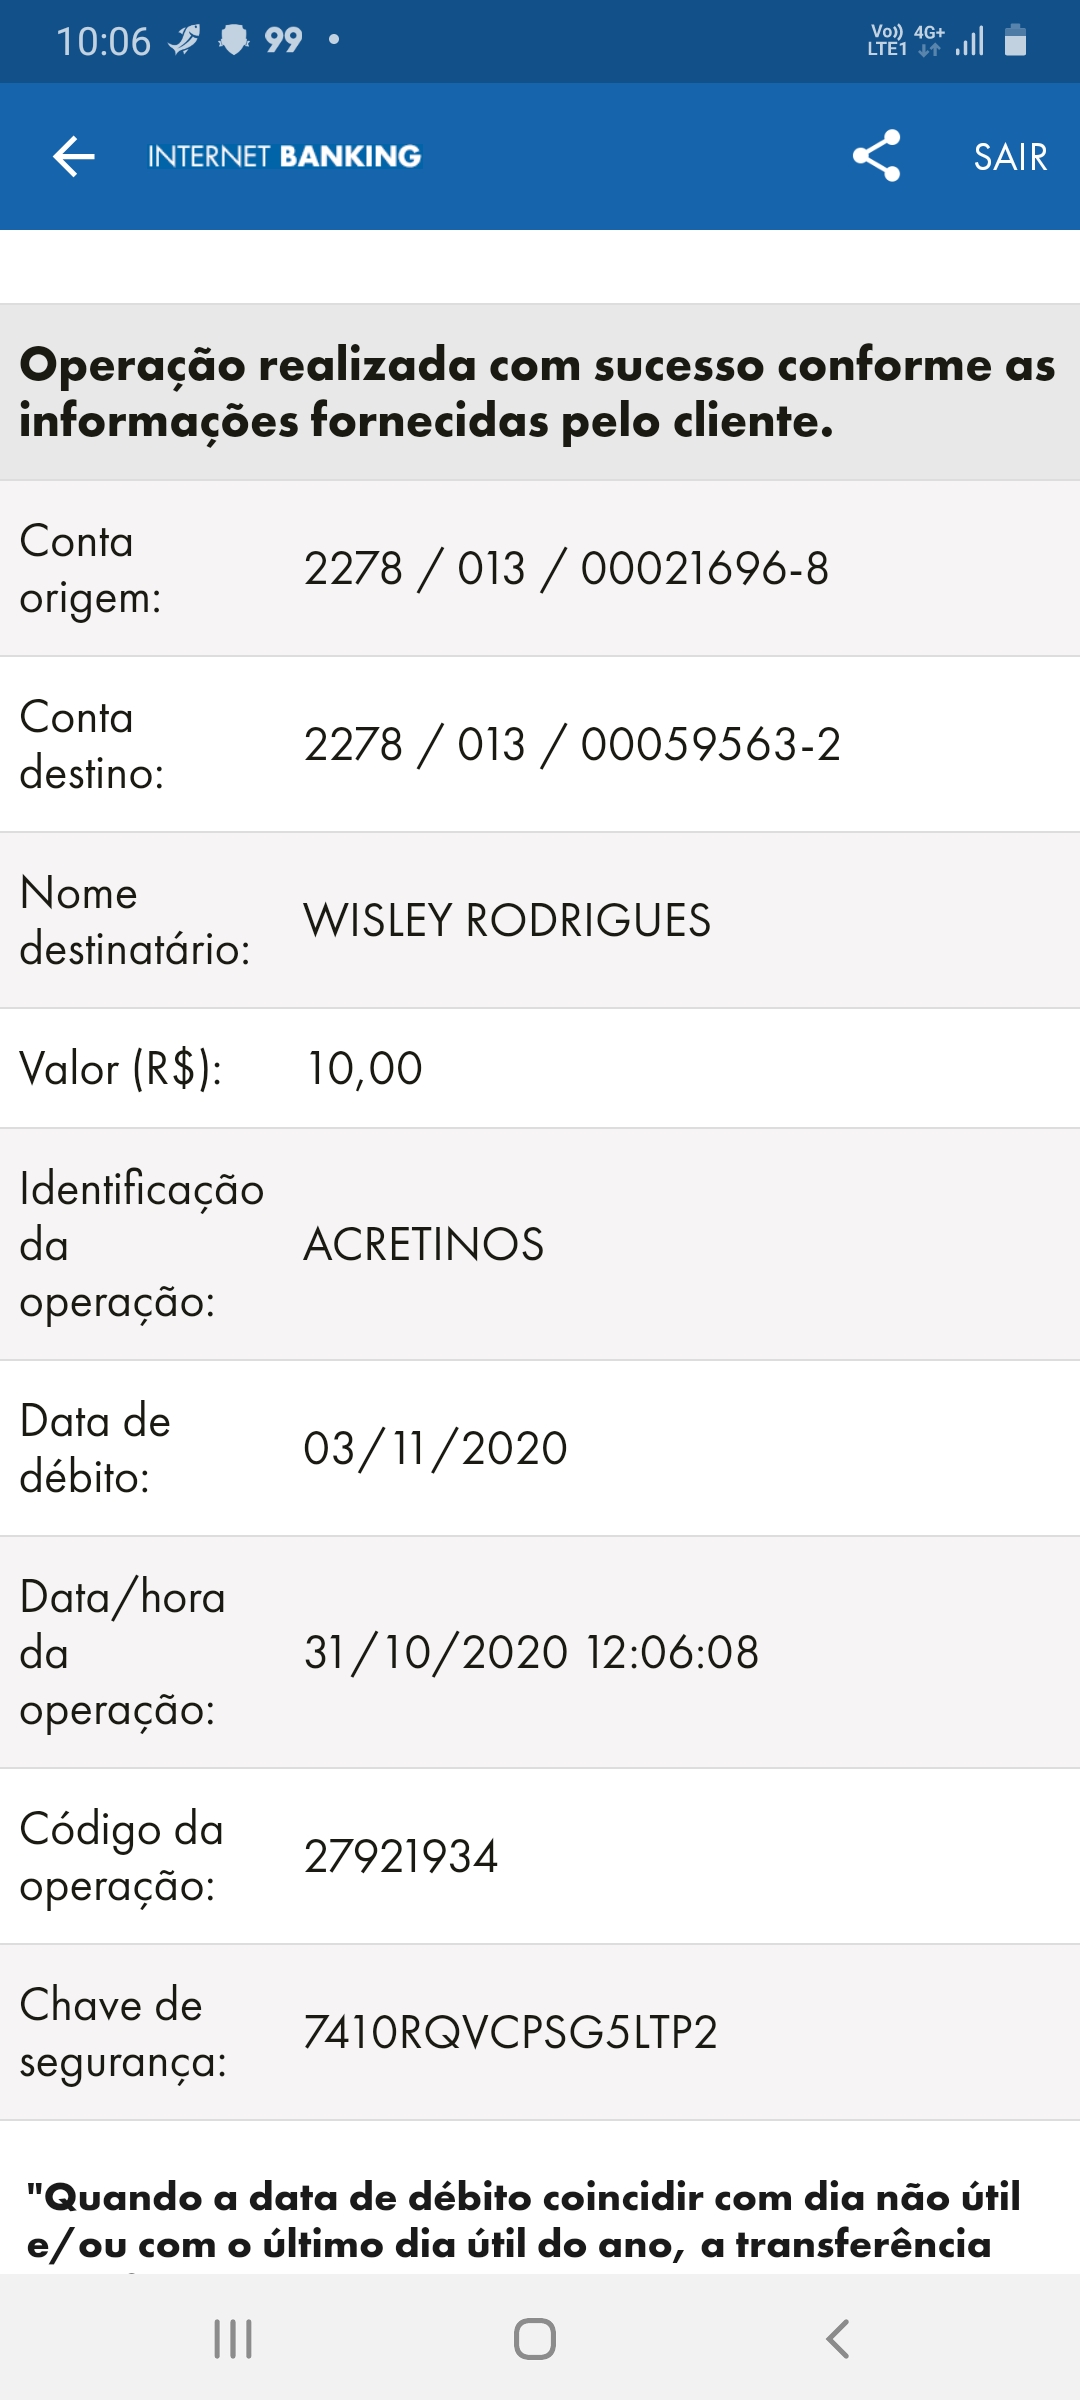 10:06 99
Vo)) 4G+
LTE1
INTERNET BANKING
SAIR
Operação realizada com sucesso conforme as
informações fornecidas pelo cliente.
Conta
origem:
2278 / 013 / 00021696-8
Conta
destino:
2278 / 013 / 00059563-2
Nome
destinatário:
WISLEY RODRIGUES
Valor (R$):
10,00
Identificação
da
operação:
ACRETINOS
Data de
débito:
03/11/2020
Data/hora
da
operação:
31/10/2020 12:06:08
Código da
operação:
27921934
Chave de
segurança:
7410RQVCPSG5LTP2
"Quando a data de débito coincidir com dia não útil
e/ou com o último dia útil do ano, a transferência